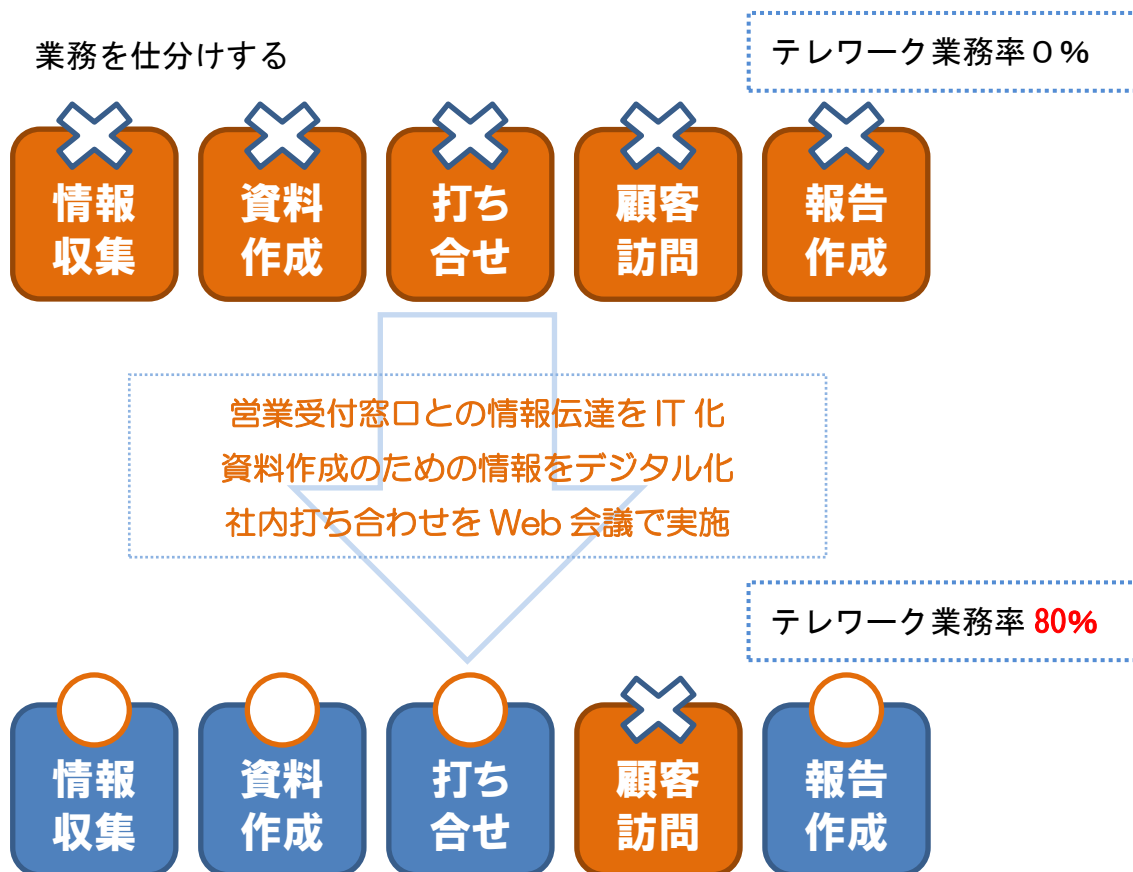 業務を仕分けする
テレワーク業務率０％
情報
収集
資料
作成
打ち
合せ
顧客
訪問
報告
作成
営業受付窓口との情報伝達を IT 化
資料作成のための情報をデジタル化
社内打ち合わせを Web 会議で実施
テレワーク業務率 80%
情報
収集
資料
作成
打ち
合せ
顧客
訪問
報告
作成